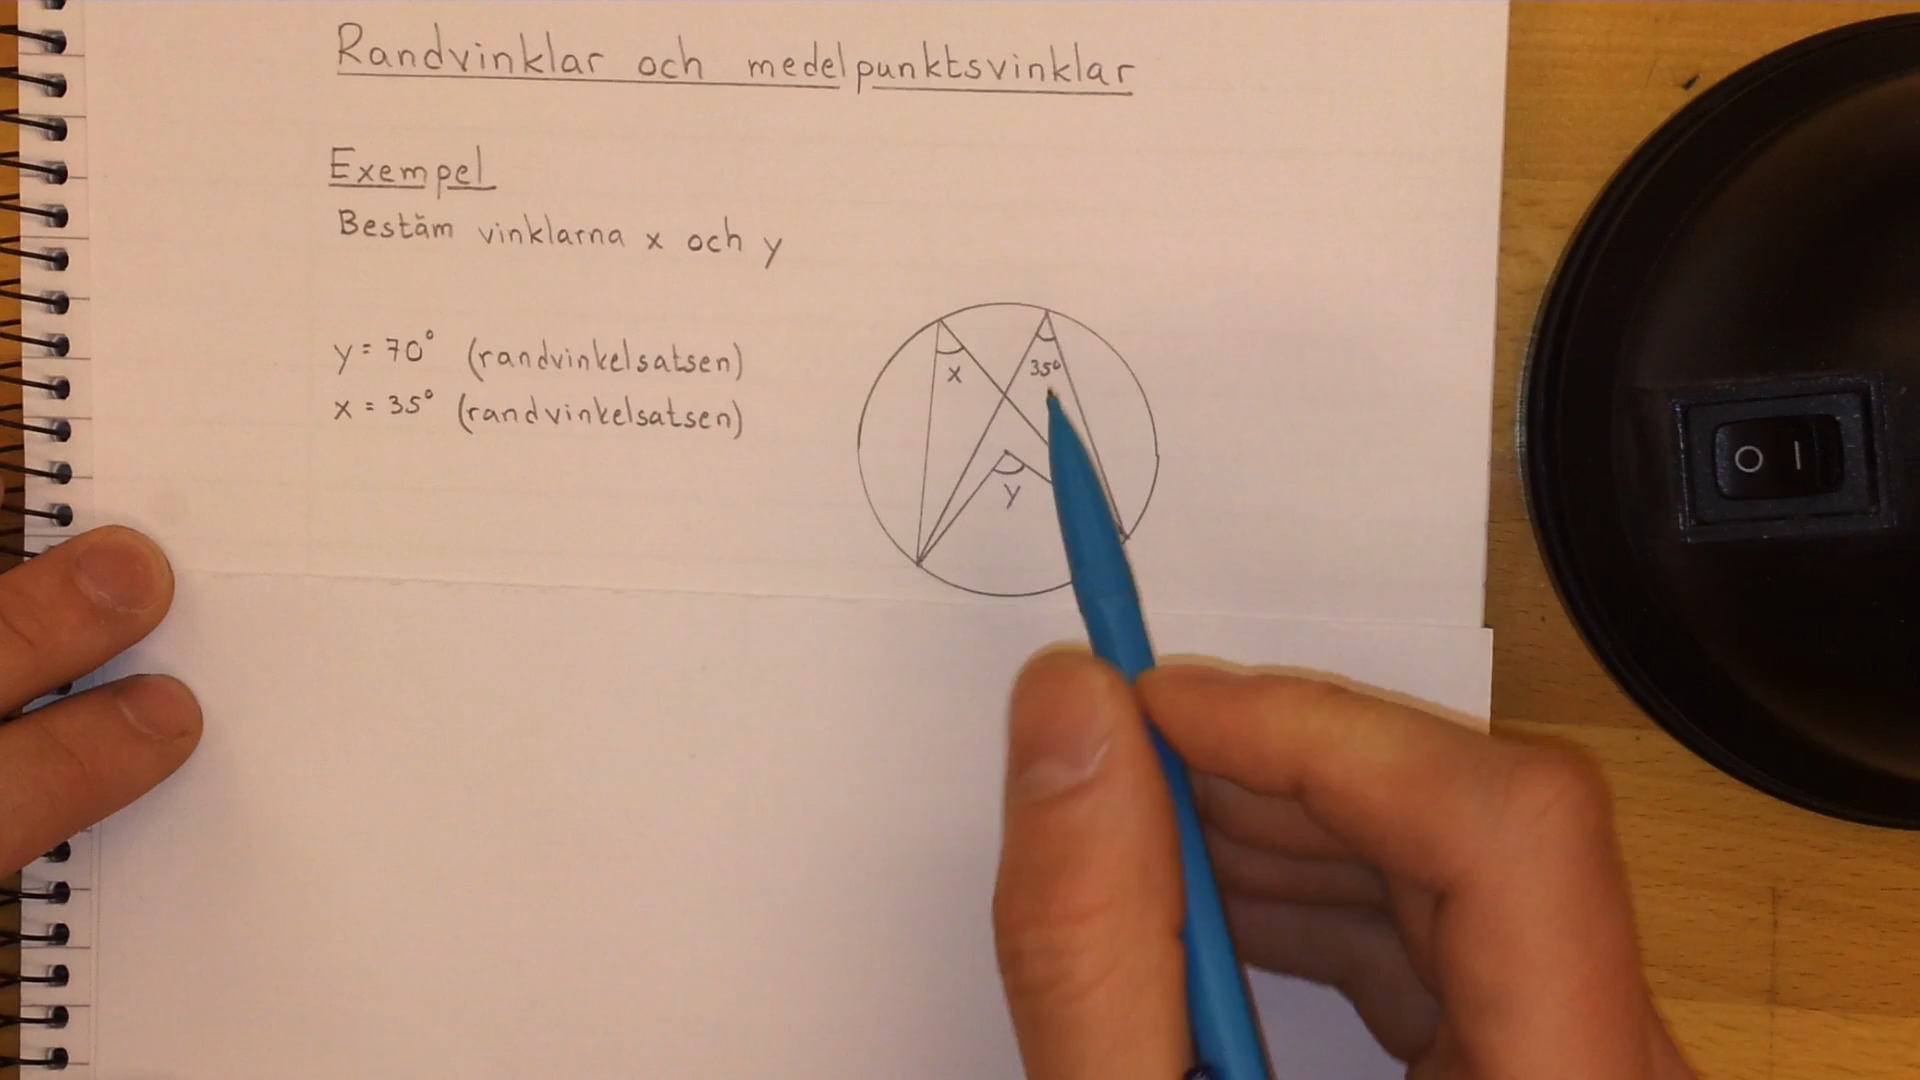 Randvinklar och medelpunktsvinklar
Exempel
Bestäm vinklarna x och y
y = 70° (randvinkelsatsen)
x = 35° (randvinkelsatsen)
x
35°
y
O I